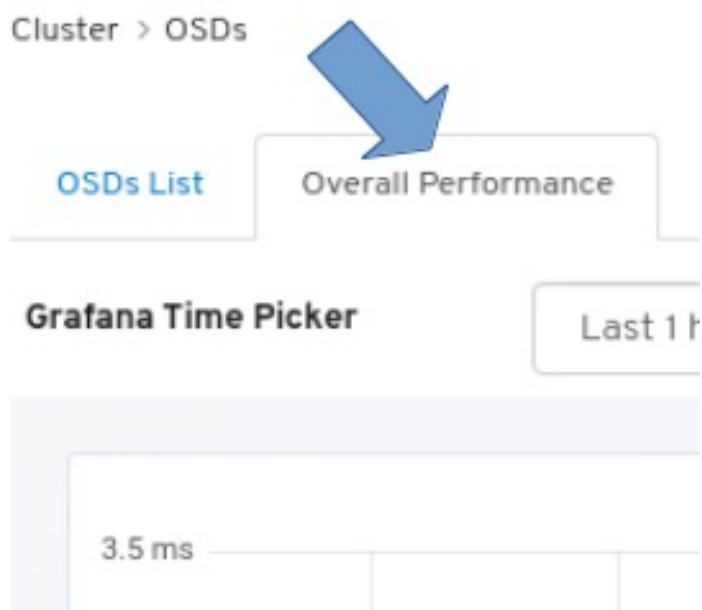 Cluster > OSDs
OSDs List Overall Performance
Grafana Time Picker Last 1 h
3.5 ms